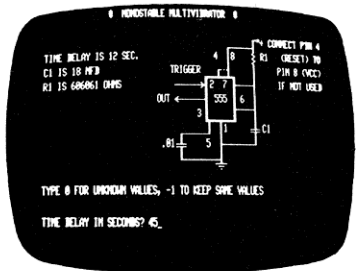 0 MONOSTABLE MULTIVIBRATOR 0
TIME DELAY IS 12 SEC.
C1 IS 18 MFD
R1 IS 606061 OHMS
4 8
+ CONNECT PIN 4
R1 (RESET) TO
PIN 8 (VCC)
IF NOT USED
TRIGGER
2 7
OUT
555
6
3
1
C1
.01
5
TYPE 0 FOR UNKNOWN VALUES, -1 TO KEEP SAME VALUES
TIME DELAY IN SECONDS? 45_